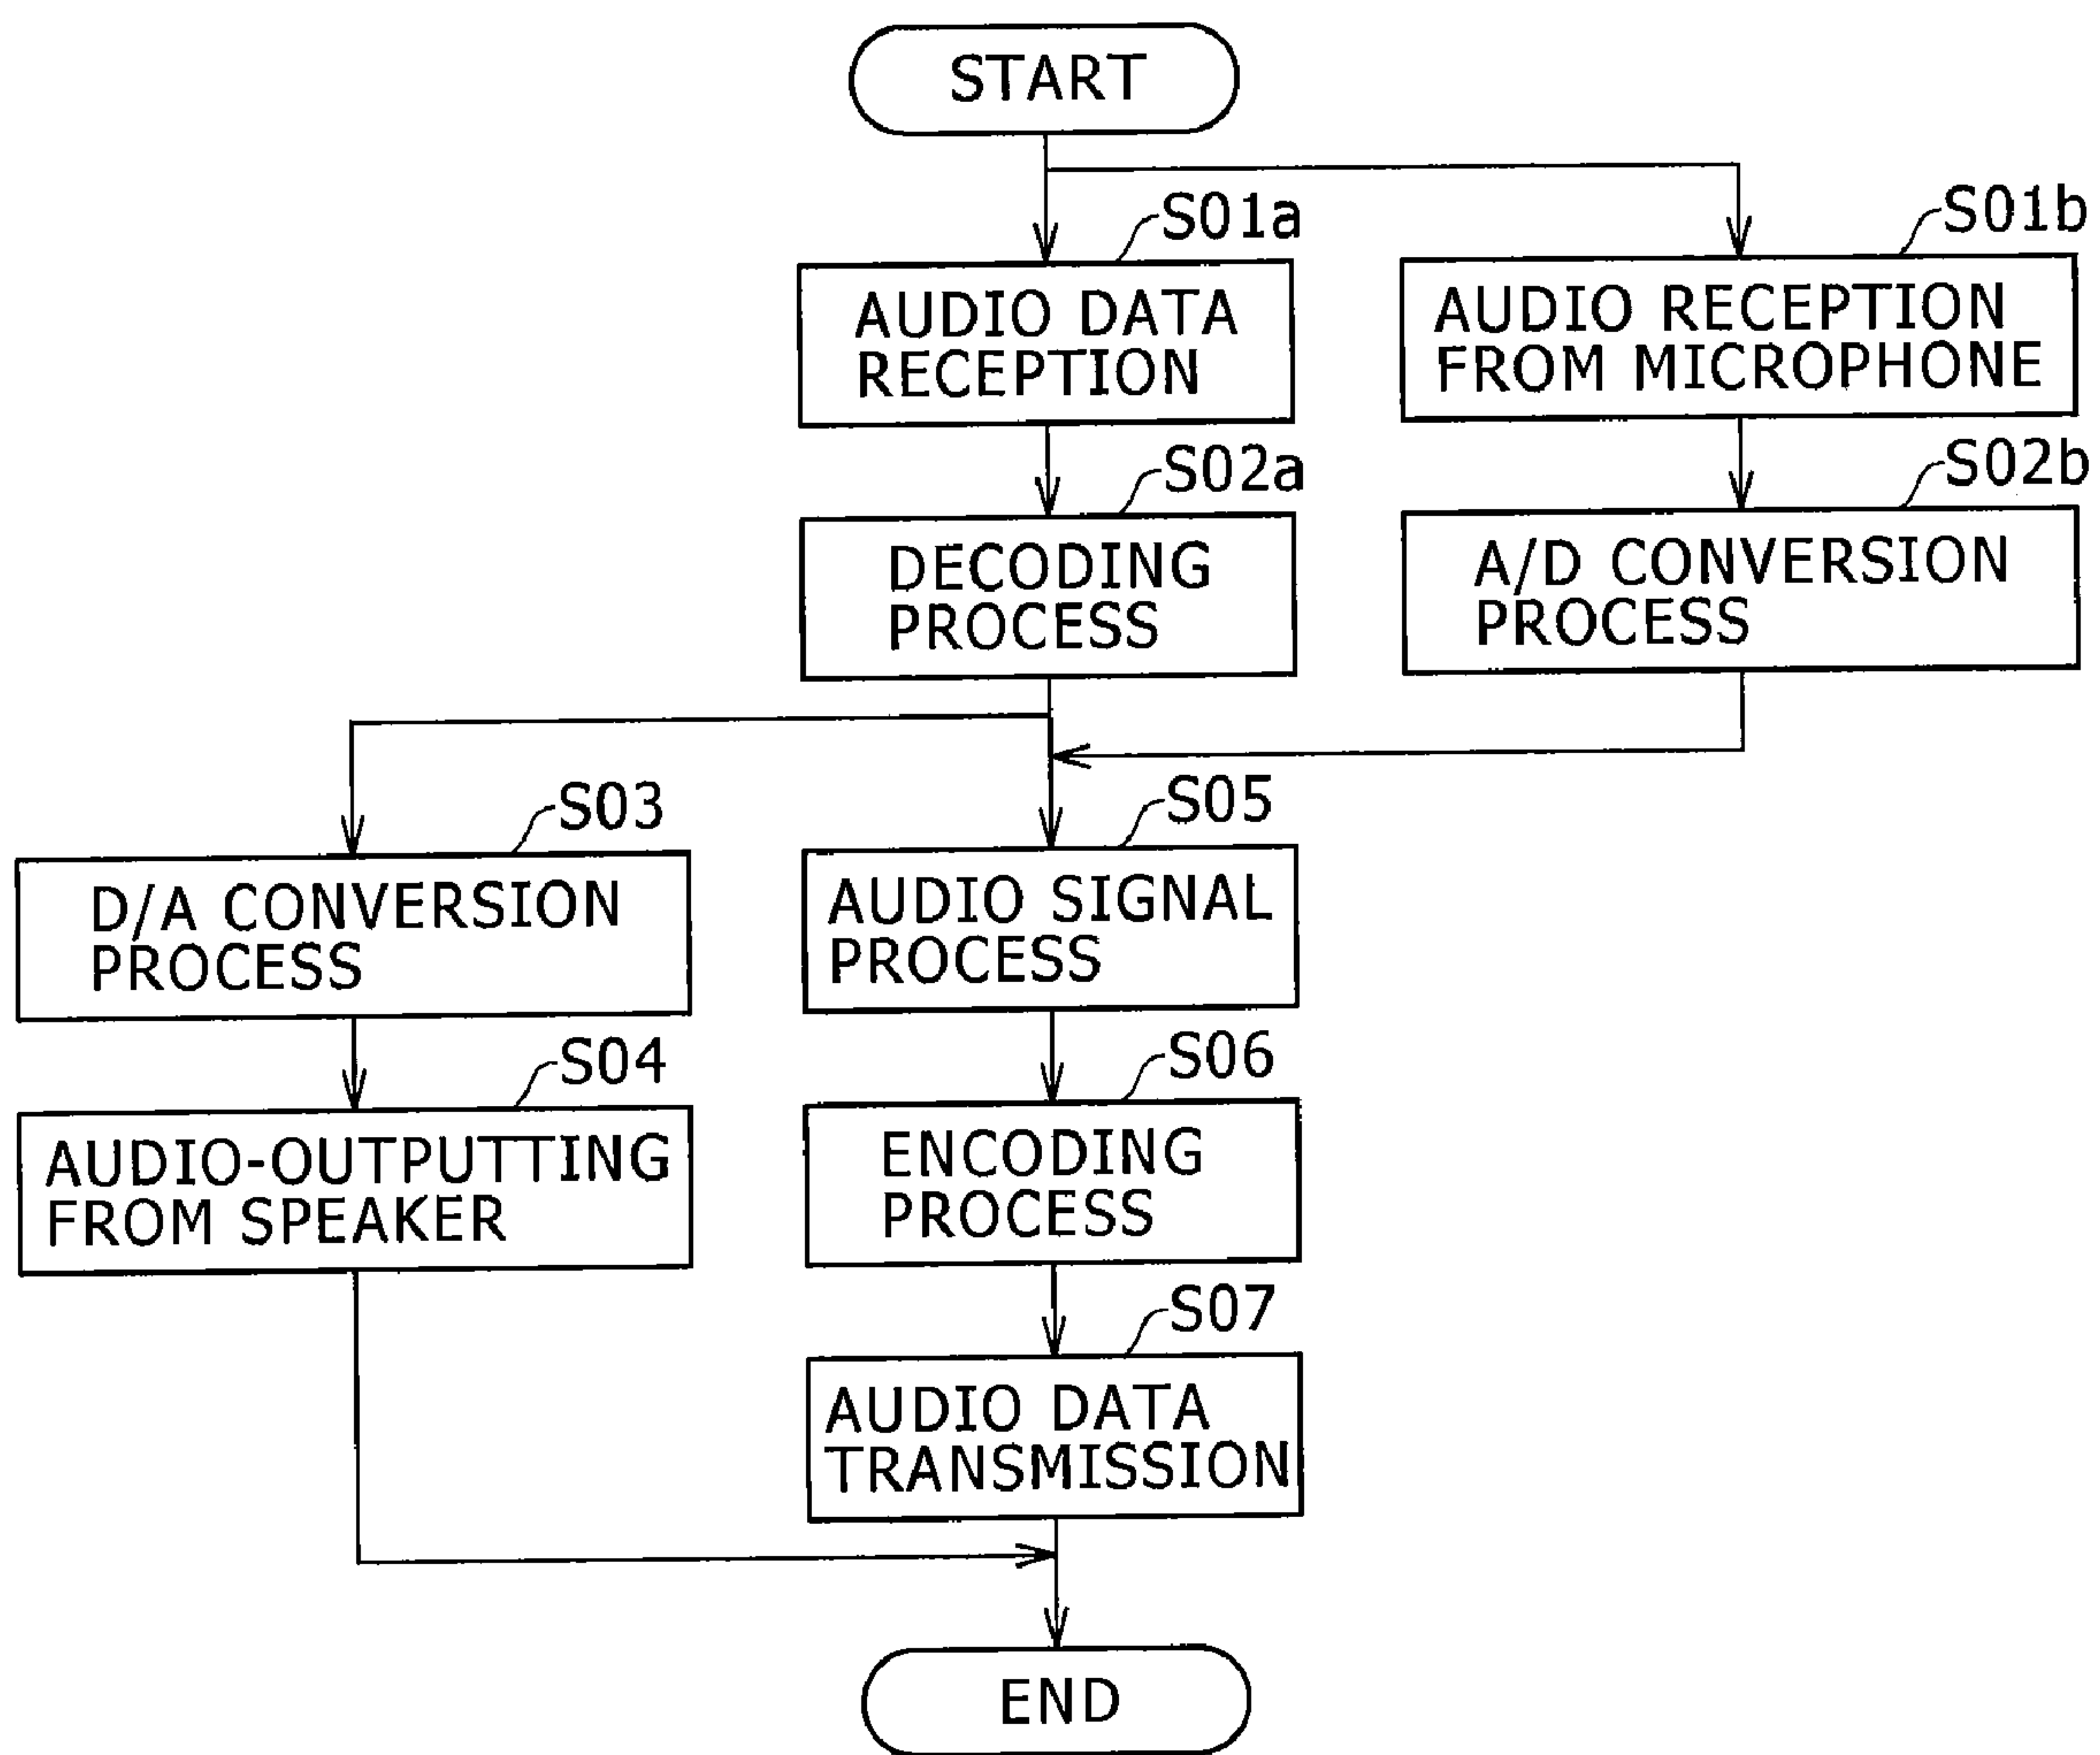 START
S01a
S01b
AUDIO DATA
RECEPTION
AUDIO RECEPTION
FROM MICROPHONE
S02a
S02b
DECODING
PROCESS
A/D CONVERSION
PROCESS
S03
S05
D/A CONVERSION
PROCESS
AUDIO SIGNAL
PROCESS
S04
S06
AUDIO-OUTPUTTING
FROM SPEAKER
ENCODING
PROCESS
S07
AUDIO DATA
TRANSMISSION
END